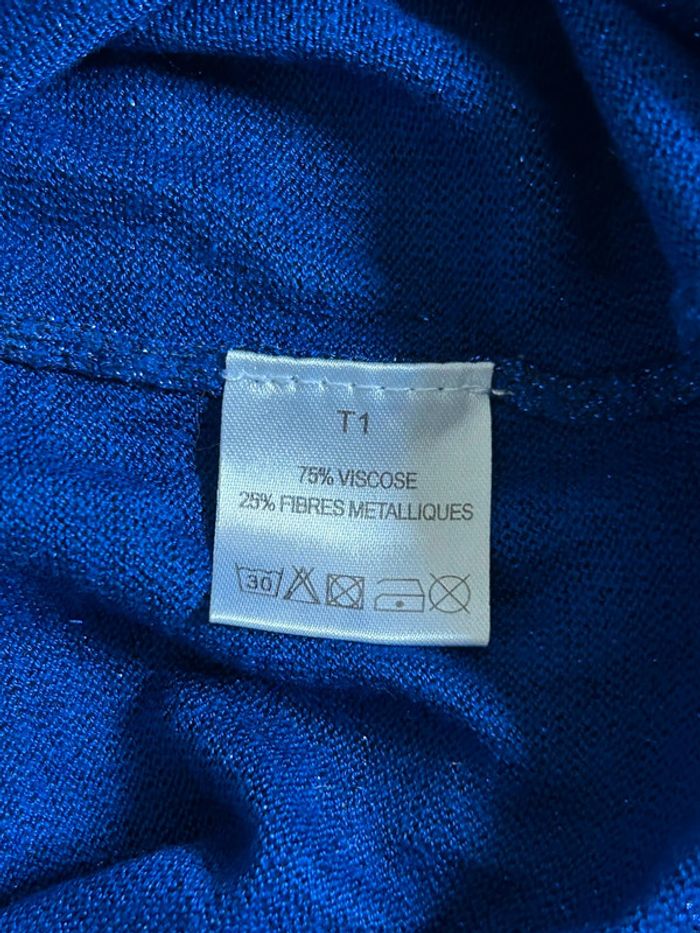 T1
75% VISCOSE
25% FIBRES METALLIQUES
30